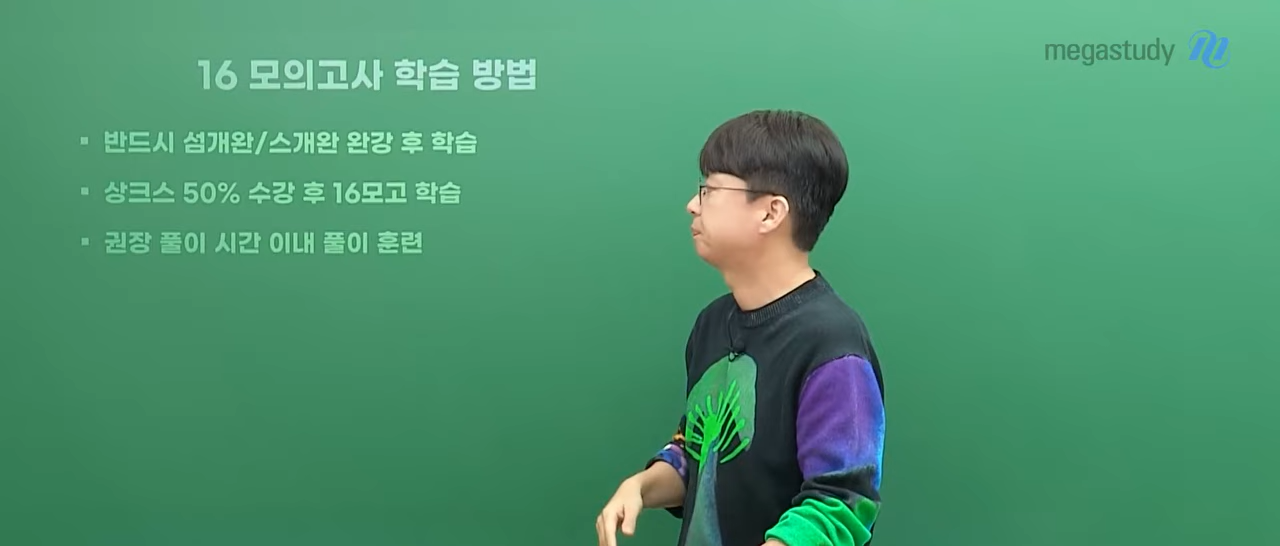 megastudy
16 모의고사 학습 방법
▪ 반드시 섬개완/스개완 완강 후 학습
▪ 상크스 50% 수강 후 16모고 학습
▪ 권장 풀이 시간 이내 풀이 훈련